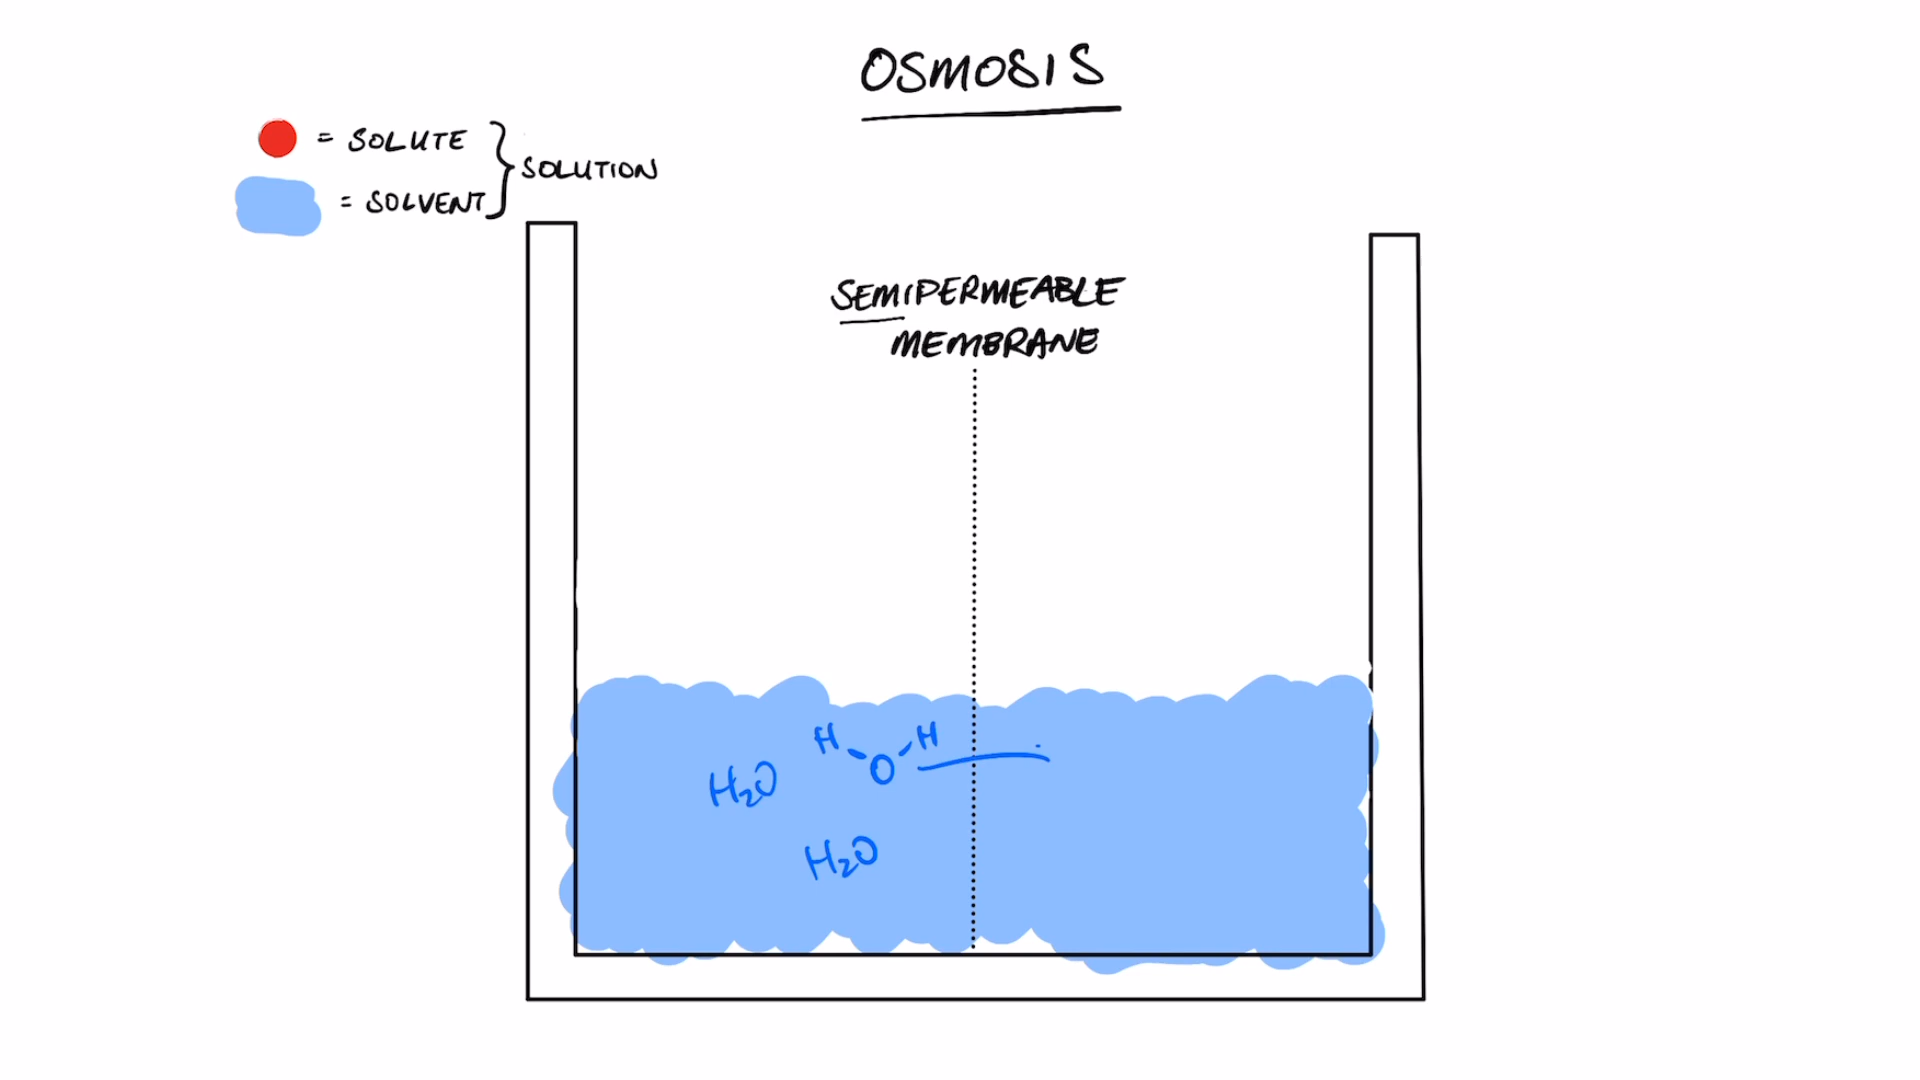 OSMOSIS
= SOLUTE
= SOLVENT
SOLUTION
SEMIPERMEABLE
MEMBRANE
H O H
H₂O
H₂O